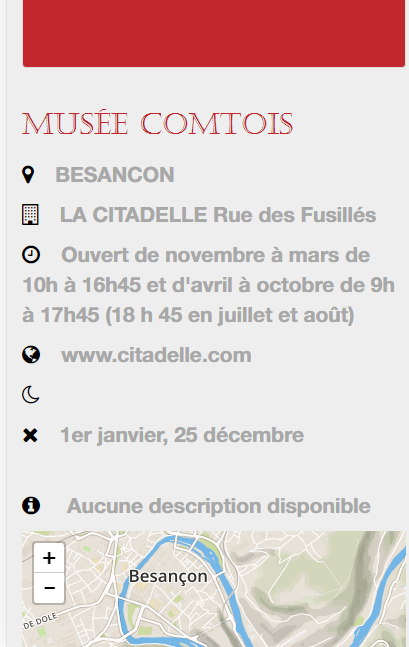 MUSÉE COMTOIS
BESANCON
LA CITADELLE Rue des Fusillés
Ouvert de novembre à mars de
10h à 16h45 et d'avril à octobre de 9h
à 17h45 (18 h 45 en juillet et août)
www.citadelle.com
1er janvier, 25 décembre
Aucune description disponible
+
−
Besançon
DE DOLE